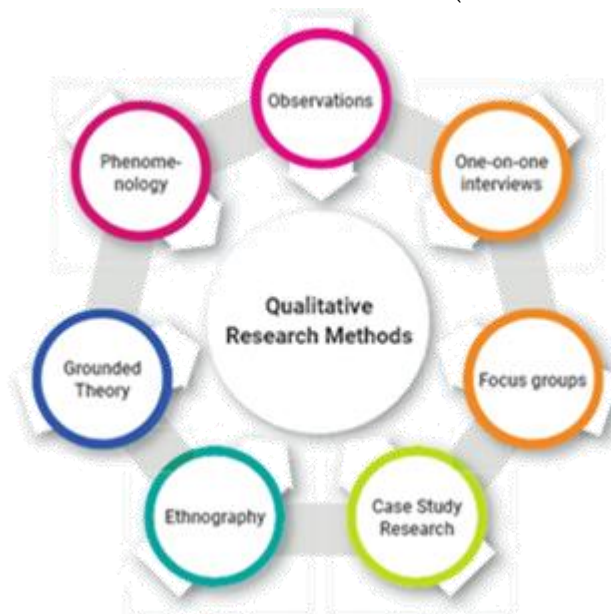 Observations
One-on-one
interviews
Focus groups
Case Study
Research
Ethnography
Grounded
Theory
Phenome-
nology
Qualitative
Research Methods